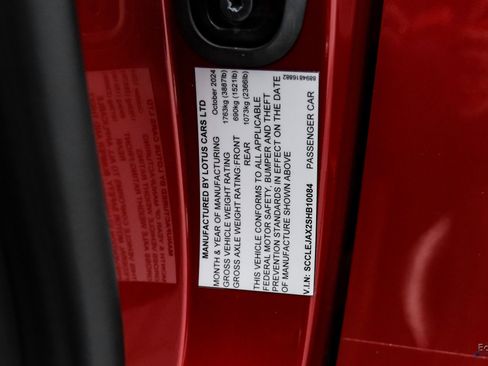 MANUFACTURED BY LOTUS CARS LTD
MONTH & YEAR OF MANUFACTURING October 2024
GROSS VEHICLE WEIGHT RATING 1763kg (3887lb)
GROSS AXLE WEIGHT RATING:FRONT 690kg (1521lb)
REAR 1073kg (2366lb)
THIS VEHICLE CONFORMS TO ALL APPLICABLE
FEDERAL MOTOR SAFETY, BUMPER AND THEFT
PREVENTION STANDARDS IN EFFECT ON THE DATE
OF MANUFACTURE SHOWN ABOVE
V.I.N: SCCLEJAX2SHB10084 PASSENGER CAR